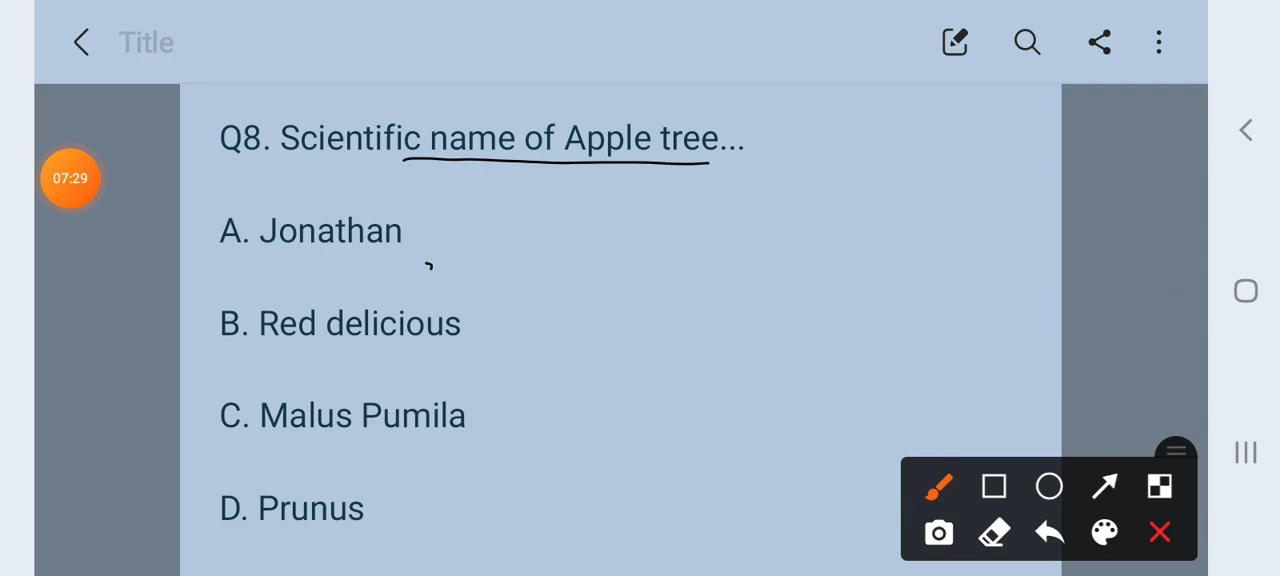 Title
Q8. Scientific name of Apple tree...
07:29
A. Jonathan
B. Red delicious
C. Malus Pumila
D. Prunus